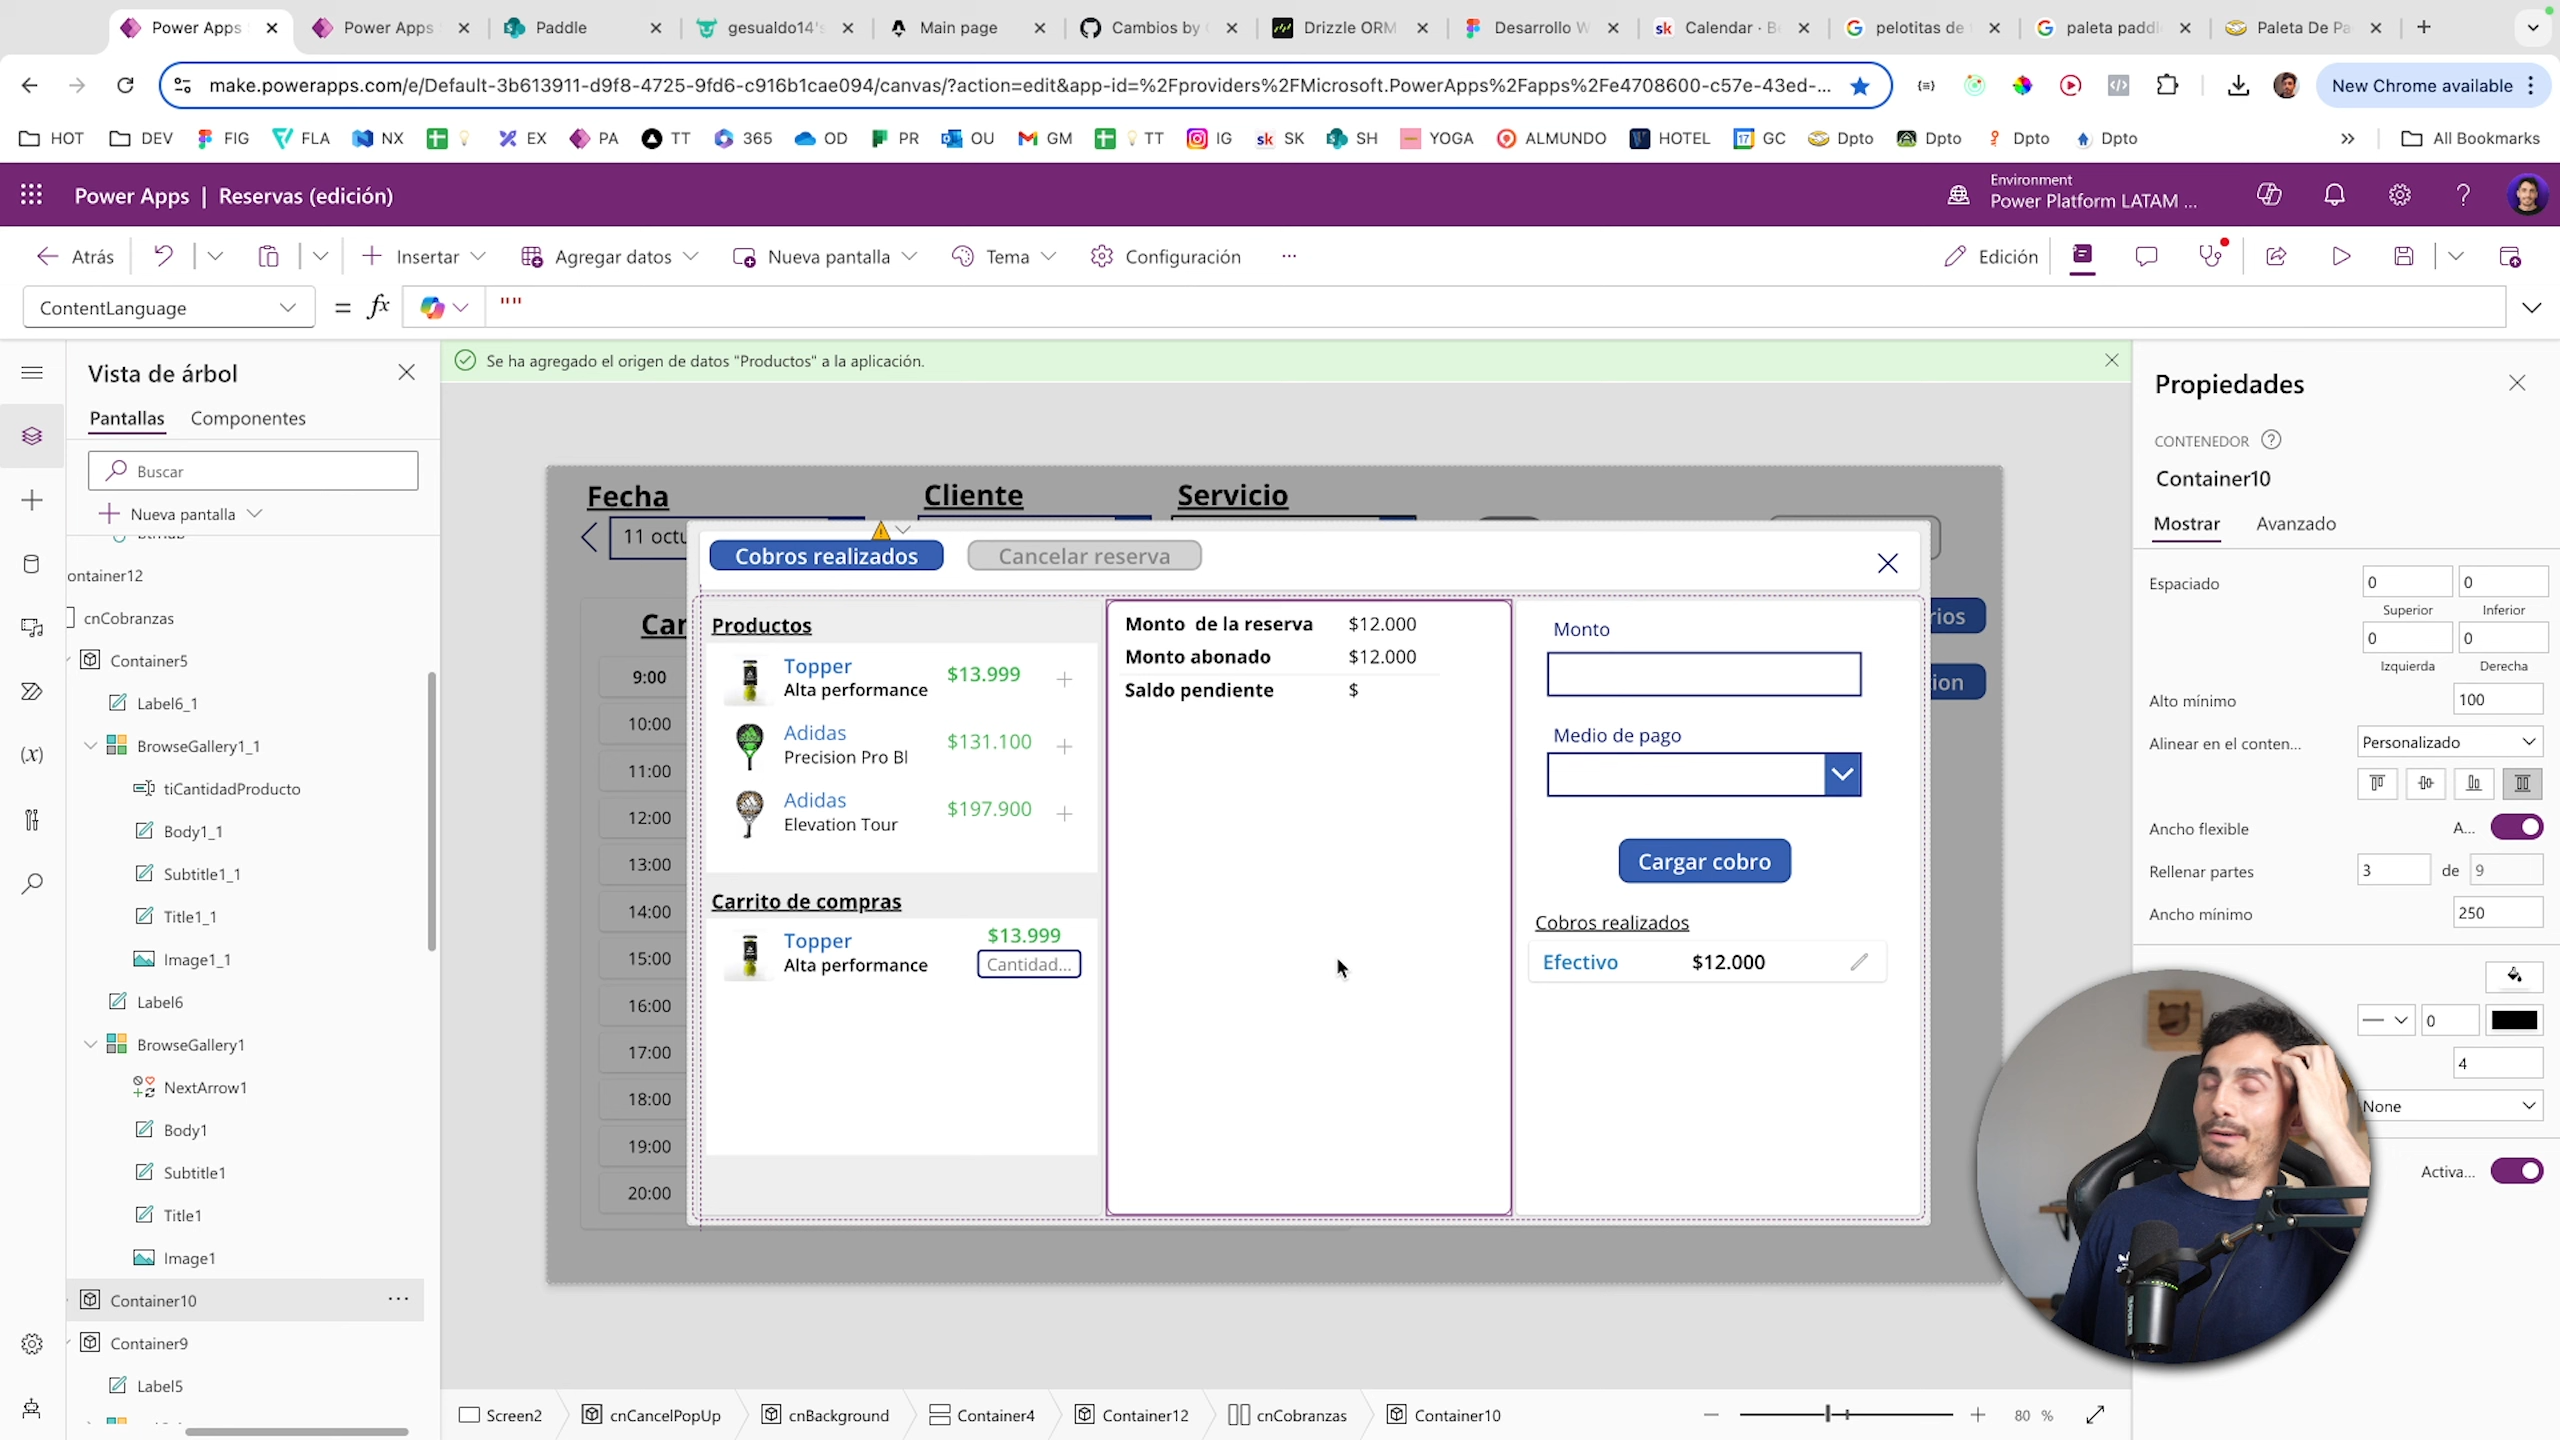 Power Apps
Power Apps
Paddle
gesualdo14's
Main page
Cambios by
Drizzle ORM
Desarrollo W
Calendar · B
pelotitas de
paleta paddl
Paleta De Pa
make.powerapps.com/e/Default-3b613911-d9f8-4725-9fd6-c916b1cae094/canvas/?action=edit&app-id=%2Fproviders%2FMicrosoft.PowerApps%2Fapps%2Fe4708600-c57e-43ed-...
New Chrome available
HOT
DEV
FIG
FLA
NX
EX
PA
TT
365
OD
PR
OU
GM
TT
IG
SK
SH
YOGA
ALMUNDO
HOTEL
GC
Dpto
Dpto
Dpto
Dpto
All Bookmarks
Power Apps | Reservas (edición)
Environment
Power Platform LATAM ...
Atrás
Insertar
Agregar datos
Nueva pantalla
Tema
Configuración
Edición
ContentLanguage
= fx
""
Se ha agregado el origen de datos "Productos" a la aplicación.
Vista de árbol
Pantallas
Componentes
Buscar
Nueva pantalla
ontainer12
cnCobranzas
Container5
Label6_1
BrowseGallery1_1
tiCantidadProducto
Body1_1
Subtitle1_1
Title1_1
Image1_1
Label6
BrowseGallery1
NextArrow1
Body1
Subtitle1
Title1
Image1
Container10
Container9
Label5
Fecha
Cliente
Servicio
11 octu
Cobros realizados
Cancelar reserva
Car
9:00
10:00
11:00
12:00
13:00
14:00
15:00
16:00
17:00
18:00
19:00
20:00
Productos
Topper
Alta performance
$13.999
Adidas
Precision Pro Bl
$131.100
Adidas
Elevation Tour
$197.900
Carrito de compras
Topper
Alta performance
$13.999
Cantidad...
Monto de la reserva $12.000
Monto abonado $12.000
Saldo pendiente $
Monto
Medio de pago
Cargar cobro
Cobros realizados
Efectivo $12.000
rios
ion
Propiedades
CONTENEDOR
Container10
Mostrar
Avanzado
Espaciado
0
0
Superior
Inferior
0
0
Izquierda
Derecha
Alto mínimo
100
Alinear en el conten...
Personalizado
Ancho flexible
A...
Rellenar partes
3 de 9
Ancho mínimo
250
0
4
None
Activa...
Screen2
cnCancelPopUp
cnBackground
Container4
Container12
cnCobranzas
Container10
80 %